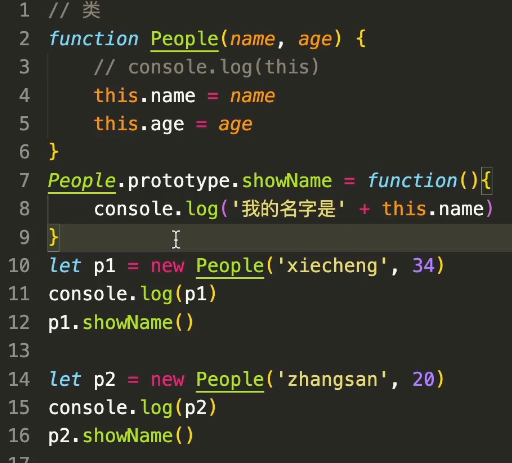 1 // 类
2 function People(name, age) {
3     // console.log(this)
4     this.name = name
5     this.age = age
6 }
7 People.prototype.showName = function(){
8     console.log('我的名字是' + this.name)
9 }
10 let p1 = new People('xiecheng', 34)
11 console.log(p1)
12 p1.showName()
13
14 let p2 = new People('zhangsan', 20)
15 console.log(p2)
16 p2.showName()
17